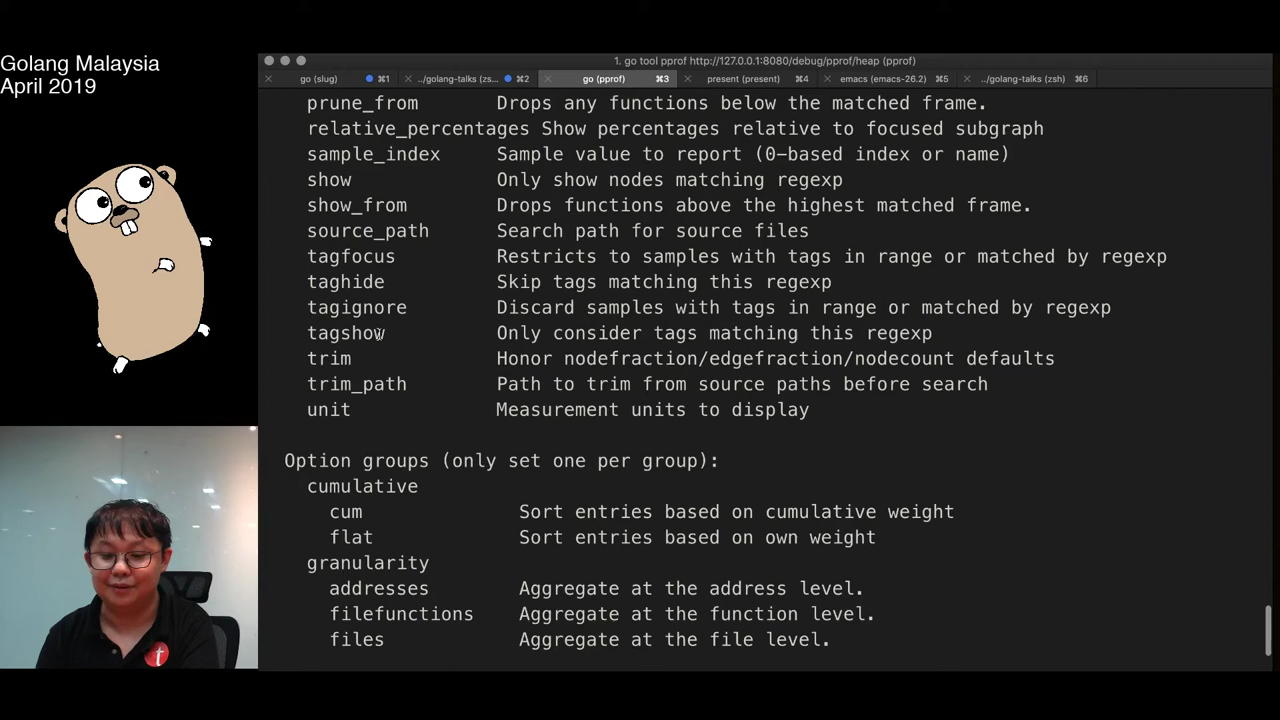 Golang Malaysia
April 2019
1. go tool pprof http://127.0.0.1:8080/debug/pprof/heap (pprof)
go (slug) ⌘1 ../golang-talks (zs... ⌘2 go (pprof) ⌘3 present (present) ⌘4 emacs (emacs-26.2) ⌘5 ../golang-talks (zsh) ⌘6
prune_from Drops any functions below the matched frame.
relative_percentages Show percentages relative to focused subgraph
sample_index Sample value to report (0-based index or name)
show Only show nodes matching regexp
show_from Drops functions above the highest matched frame.
source_path Search path for source files
tagfocus Restricts to samples with tags in range or matched by regexp
taghide Skip tags matching this regexp
tagignore Discard samples with tags in range or matched by regexp
tagshow Only consider tags matching this regexp
trim Honor nodefraction/edgefraction/nodecount defaults
trim_path Path to trim from source paths before search
unit Measurement units to display
Option groups (only set one per group):
cumulative
cum Sort entries based on cumulative weight
flat Sort entries based on own weight
granularity
addresses Aggregate at the address level.
filefunctions Aggregate at the function level.
files Aggregate at the file level.
t